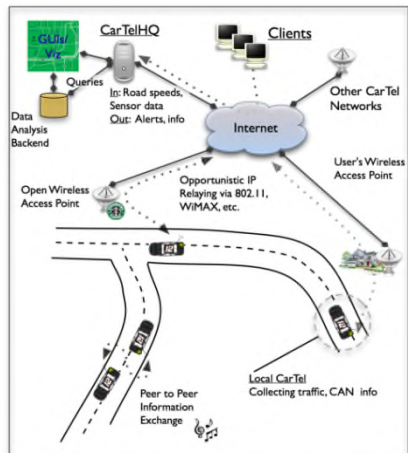 CarTelHQ
Clients
GUIs/
Viz
Queries
In: Road speeds,
Sensor data
Out: Alerts, info
Data
Analysis
Backend
Internet
Other CarTel
Networks
User's Wireless
Access Point
Open Wireless
Access Point
Opportunistic IP
Relaying via 802.11,
WiMAX, etc.
Local CarTel
Collecting traffic, CAN info
Peer to Peer
Information
Exchange